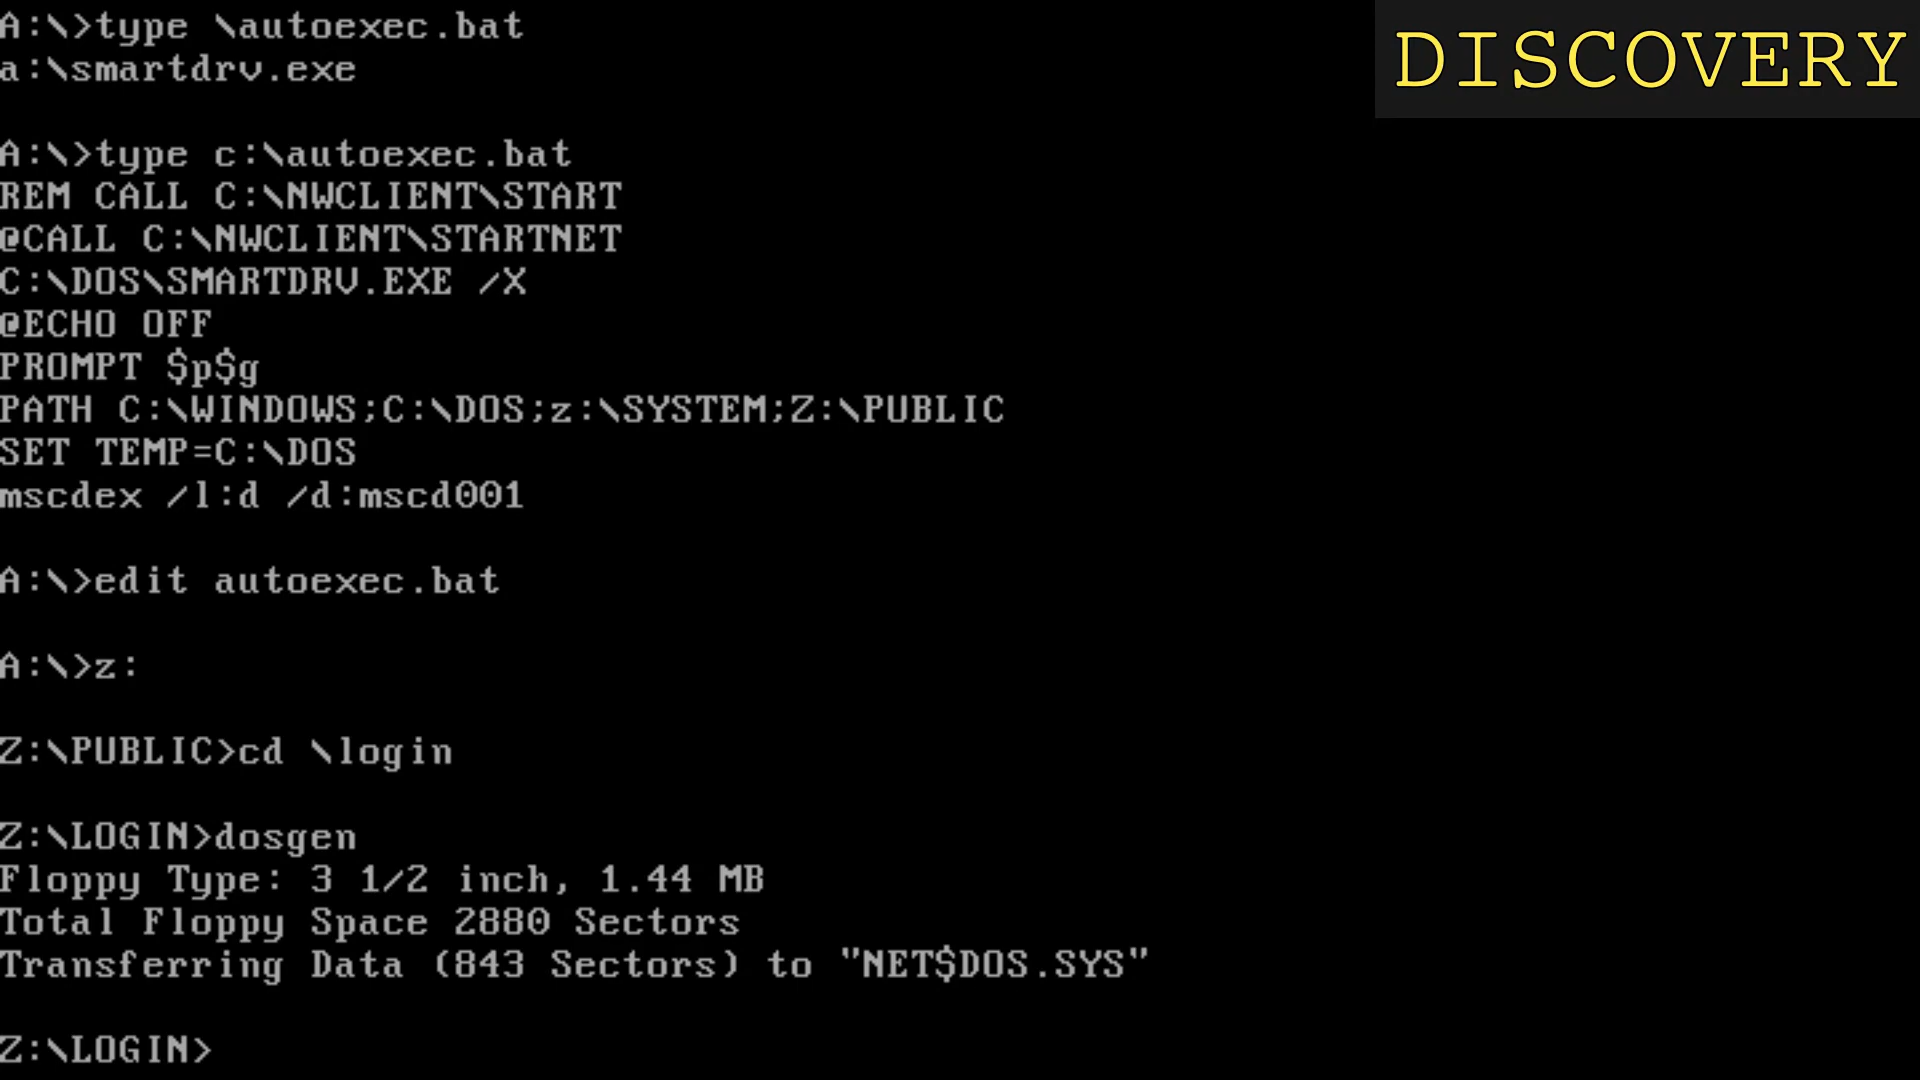 A:\>type \autoexec.bat
a:\smartdrv.exe
DISCOVERY
A:\>type c:\autoexec.bat
REM CALL C:\NWCLIENT\START
@CALL C:\NWCLIENT\STARTNET
C:\DOS\SMARTDRV.EXE /X
@ECHO OFF
PROMPT $p$g
PATH C:\WINDOWS;C:\DOS;z:\SYSTEM;Z:\PUBLIC
SET TEMP=C:\DOS
mscdex /l:d /d:mscd001
A:\>edit autoexec.bat
A:\>z:
Z:\PUBLIC>cd \login
Z:\LOGIN>dosgen
Floppy Type: 3 1/2 inch, 1.44 MB
Total Floppy Space 2880 Sectors
Transferring Data (843 Sectors) to "NET$DOS.SYS"
Z:\LOGIN>